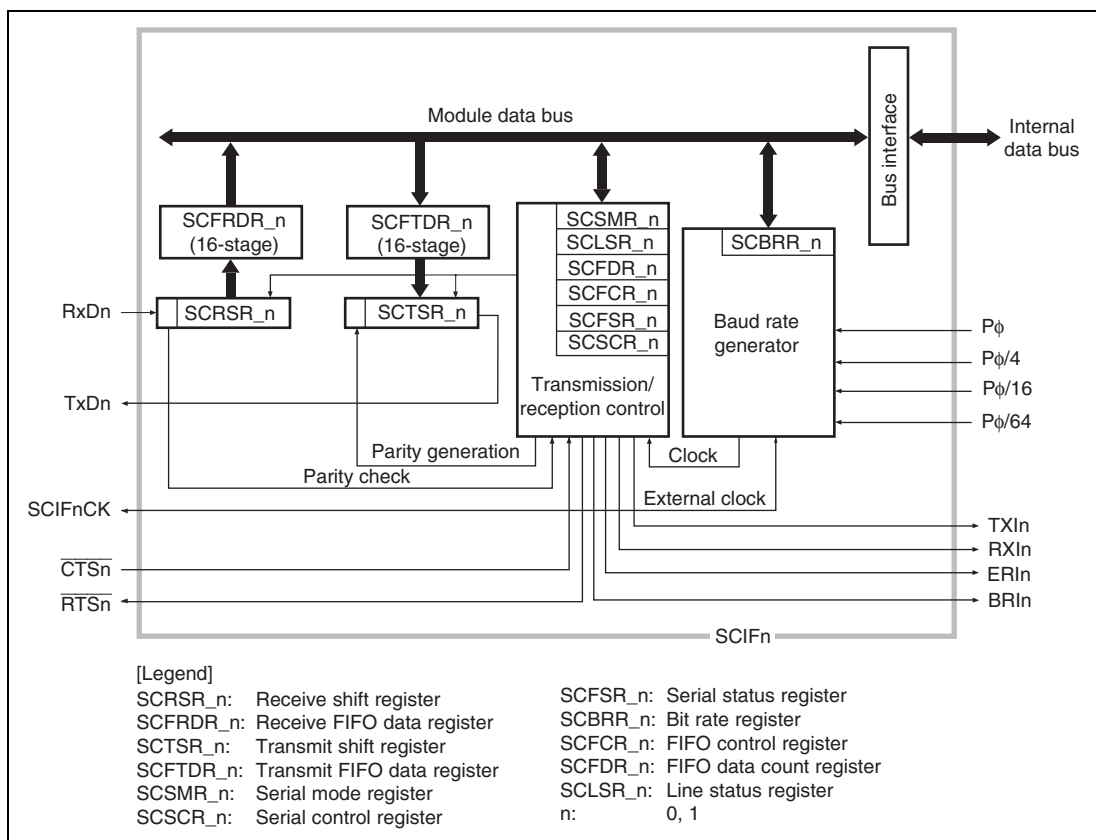 Module data bus
Bus interface
Internal
data bus
SCFRDR_n
(16-stage)
SCFTDR_n
(16-stage)
SCSMR_n
SCLSR_n
SCFDR_n
SCFCR_n
SCFSR_n
SCSCR_n
Transmission/
reception control
SCBRR_n
Baud rate
generator
RxDn
SCRSR_n
SCTSR_n
TxDn
Pϕ
Pϕ/4
Pϕ/16
Pϕ/64
Parity generation
Parity check
Clock
External clock
SCIFnCK
C̅T̅S̅n̅
R̅T̅S̅n̅
TXIn
RXIn
ERIn
BRIn
SCIFn
[Legend]
SCRSR_n: Receive shift register
SCFRDR_n: Receive FIFO data register
SCTSR_n: Transmit shift register
SCFTDR_n: Transmit FIFO data register
SCSMR_n: Serial mode register
SCSCR_n: Serial control register
SCFSR_n: Serial status register
SCBRR_n: Bit rate register
SCFCR_n: FIFO control register
SCFDR_n: FIFO data count register
SCLSR_n: Line status register
n: 0, 1